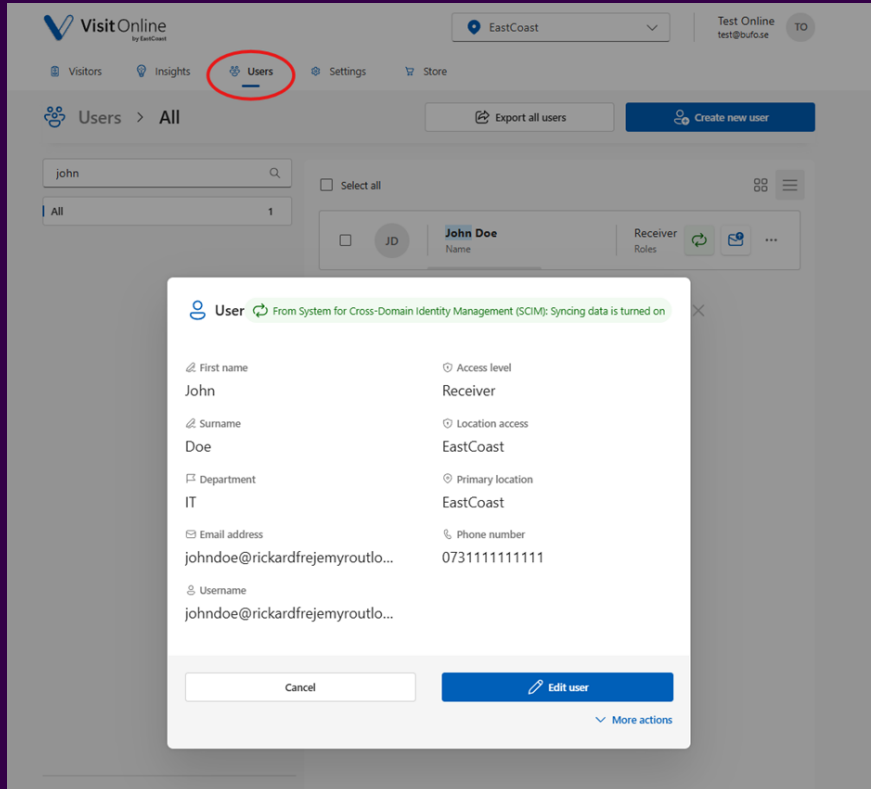 Visit Online
by EastCoast
EastCoast
Test Online
test@bufo.se
TO
Visitors
Insights
Users
Settings
Store
Users > All
Export all users
Create new user
john
All 1
Select all
JD
John Doe
Name
Receiver
Roles
User
From System for Cross-Domain Identity Management (SCIM): Syncing data is turned on
First name
John
Access level
Receiver
Surname
Doe
Location access
EastCoast
Department
IT
Primary location
EastCoast
Email address
johndoe@rickardfrejemyroutlo...
Phone number
0731111111111
Username
johndoe@rickardfrejemyroutlo...
Cancel
Edit user
More actions